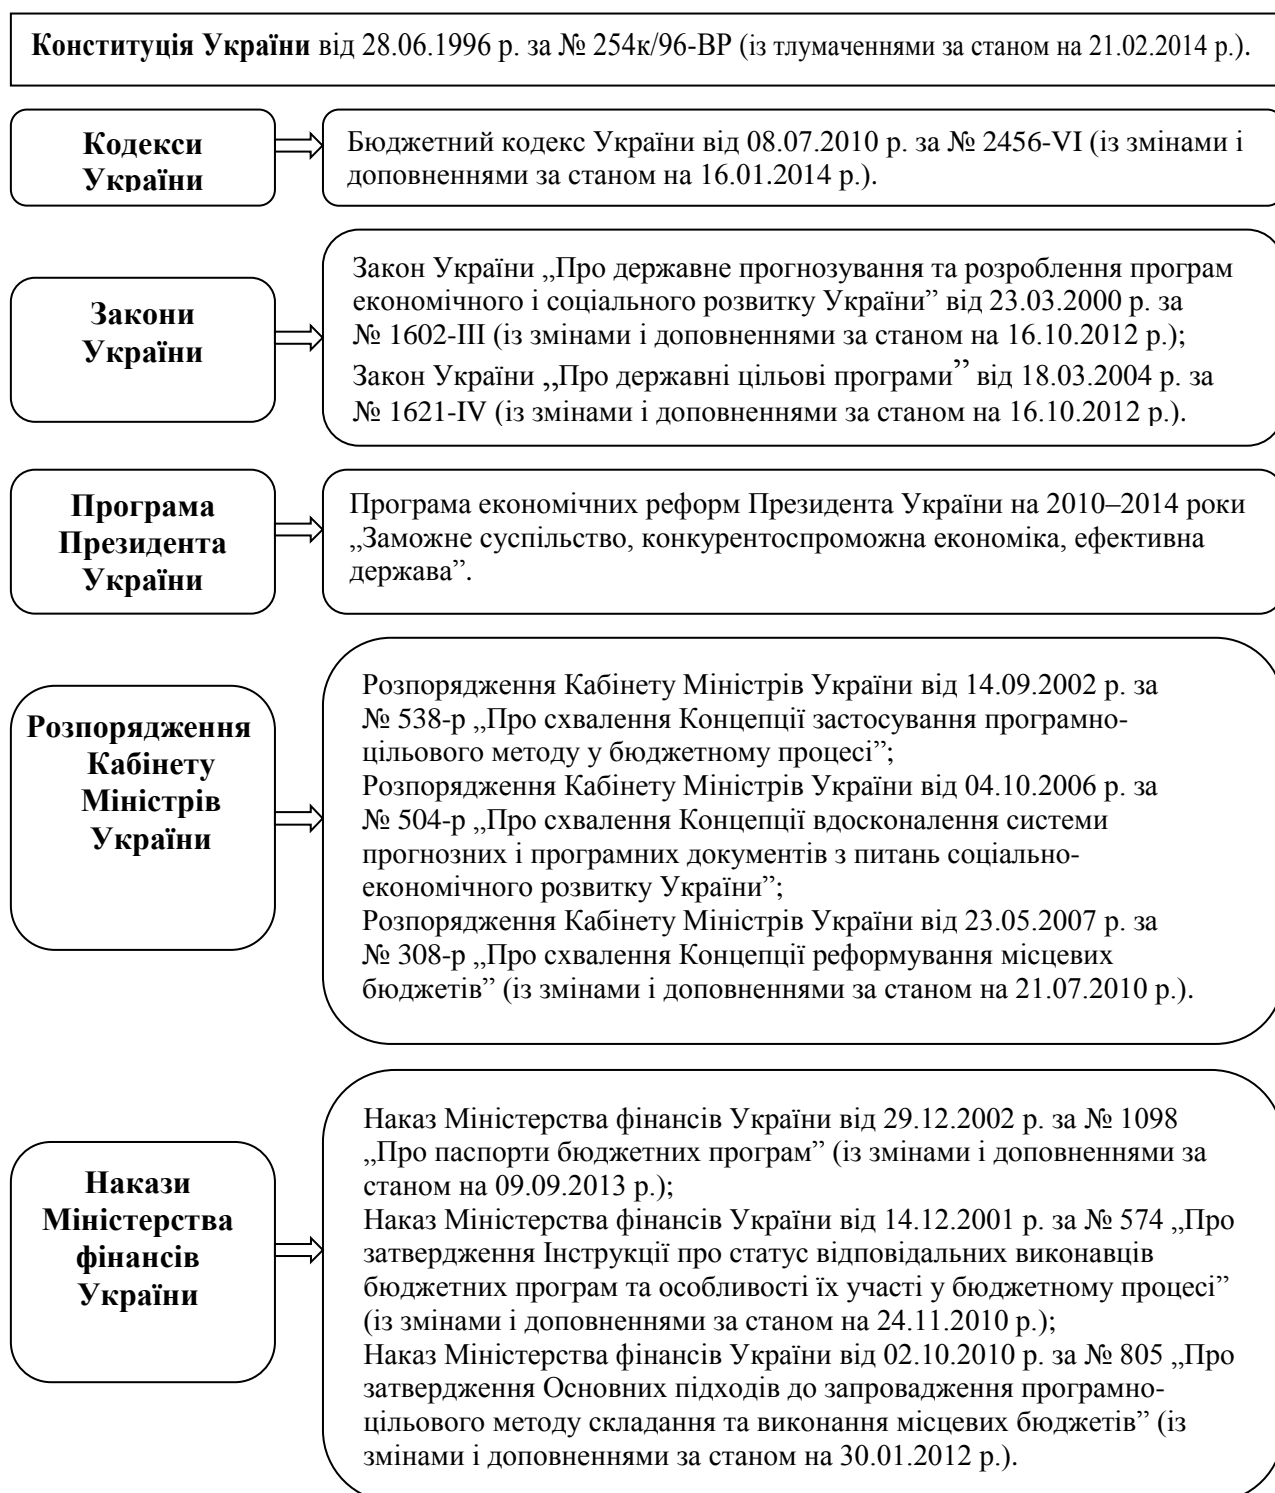 Конституція України від 28.06.1996 р. за № 254к/96-ВР (із тлумаченнями за станом на 21.02.2014 р.).
Кодекси
України
Бюджетний кодекс України від 08.07.2010 р. за № 2456-VI (із змінами і
доповненнями за станом на 16.01.2014 р.).
Закони
України
Закон України „Про державне прогнозування та розроблення програм
економічного і соціального розвитку України” від 23.03.2000 р. за
№ 1602-III (із змінами і доповненнями за станом на 16.10.2012 р.);
Закон України „Про державні цільові програми” від 18.03.2004 р. за
№ 1621-IV (із змінами і доповненнями за станом на 16.10.2012 р.).
Програма
Президента
України
Програма економічних реформ Президента України на 2010–2014 роки
„Заможне суспільство, конкурентоспроможна економіка, ефективна
держава”.
Розпорядження
Кабінету
Міністрів
України
Розпорядження Кабінету Міністрів України від 14.09.2002 р. за
№ 538-р „Про схвалення Концепції застосування програмно-
цільового методу у бюджетному процесі”;
Розпорядження Кабінету Міністрів України від 04.10.2006 р. за
№ 504-р „Про схвалення Концепції вдосконалення системи
прогнозних і програмних документів з питань соціально-
економічного розвитку України”;
Розпорядження Кабінету Міністрів України від 23.05.2007 р. за
№ 308-р „Про схвалення Концепції реформування місцевих
бюджетів” (із змінами і доповненнями за станом на 21.07.2010 р.).
Накази
Міністерства
фінансів
України
Наказ Міністерства фінансів України від 29.12.2002 р. за № 1098
„Про паспорти бюджетних програм” (із змінами і доповненнями за
станом на 09.09.2013 р.);
Наказ Міністерства фінансів України від 14.12.2001 р. за № 574 „Про
затвердження Інструкції про статус відповідальних виконавців
бюджетних програм та особливості їх участі у бюджетному процесі”
(із змінами і доповненнями за станом на 24.11.2010 р.);
Наказ Міністерства фінансів України від 02.10.2010 р. за № 805 „Про
затвердження Основних підходів до запровадження програмно-
цільового методу складання та виконання місцевих бюджетів” (із
змінами і доповненнями за станом на 30.01.2012 р.).